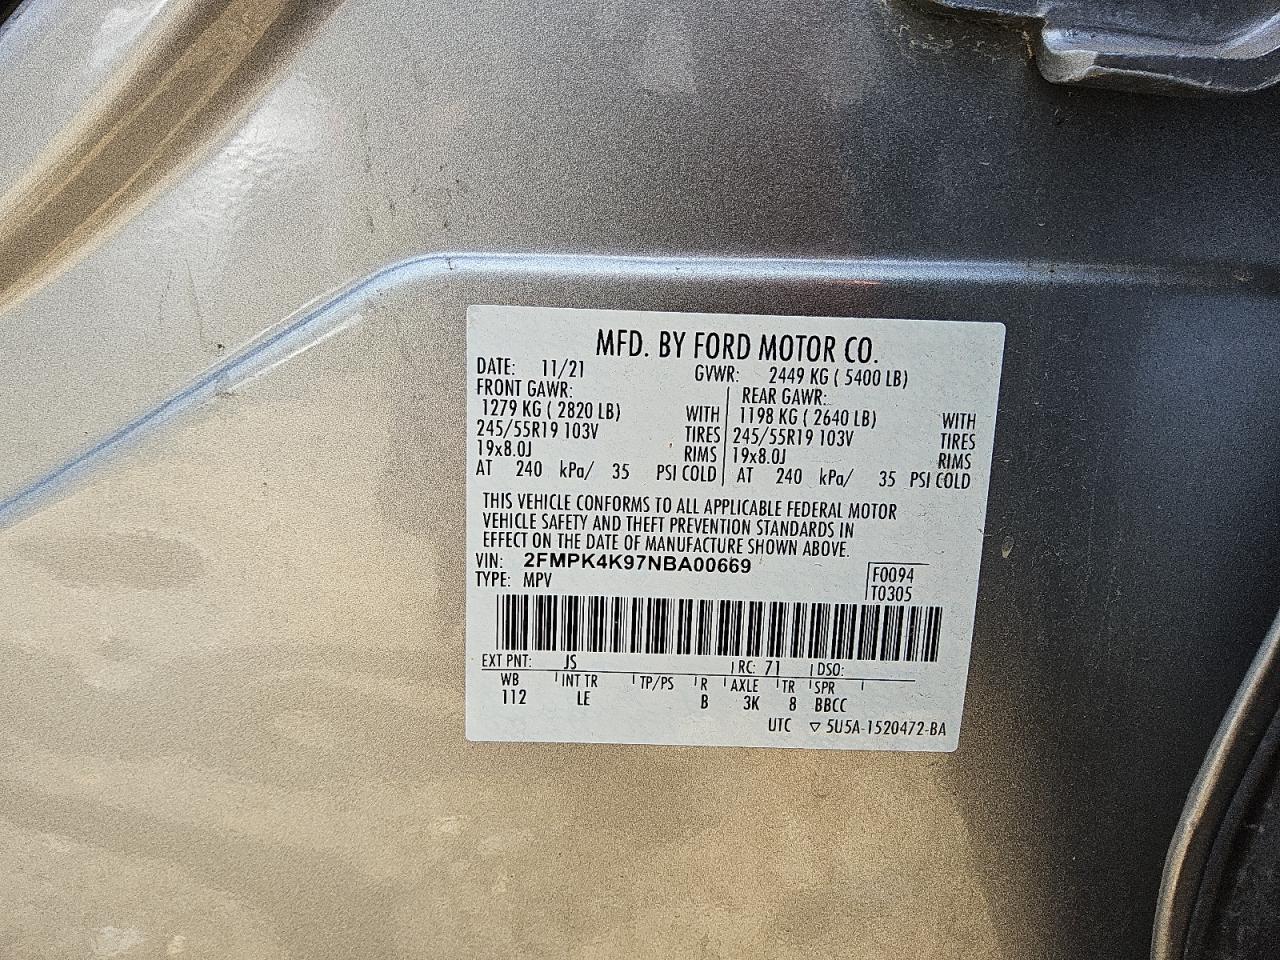 MFD. BY FORD MOTOR CO.
DATE: 11/21 GVWR: 2449 KG ( 5400 LB)
FRONT GAWR: REAR GAWR:
1279 KG ( 2820 LB) WITH 1198 KG ( 2640 LB) WITH
245/55R19 103V TIRES 245/55R19 103V TIRES
19x8.0J RIMS 19x8.0J RIMS
AT 240 kPa/ 35 PSI COLD AT 240 kPa/ 35 PSI COLD
THIS VEHICLE CONFORMS TO ALL APPLICABLE FEDERAL MOTOR
VEHICLE SAFETY AND THEFT PREVENTION STANDARDS IN
EFFECT ON THE DATE OF MANUFACTURE SHOWN ABOVE.
VIN: 2FMPK4K97NBA00669
TYPE: MPV
F0094
T0305
EXT PNT: JS RC: 71 DSO:
WB INT TR TP/PS R AXLE TR SPR
112 LE B 3K 8 BBCC
UTC ▽ 5U5A-1520472-BA